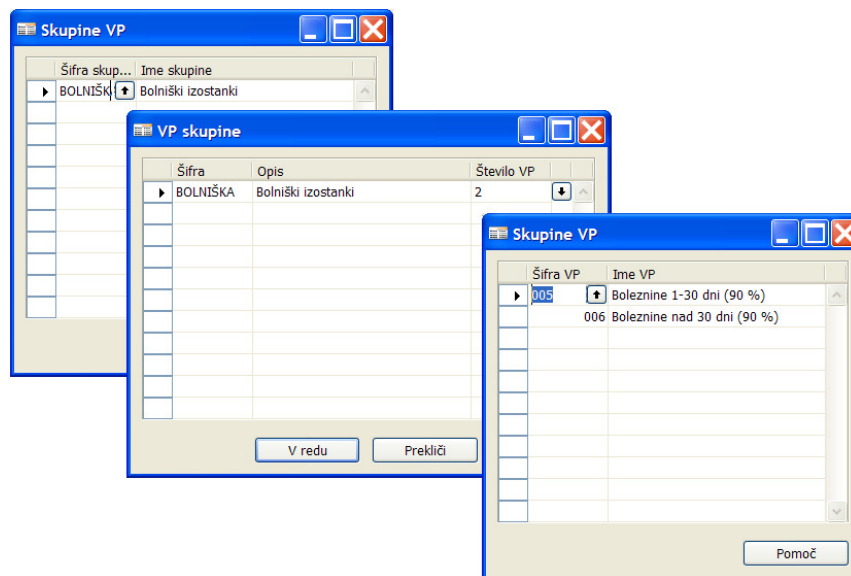 Skupine VP
Šifra skup... Ime skupine
BOLNIŠK Bolniški izostanki
VP skupine
Šifra Opis Število VP
BOLNIŠKA Bolniški izostanki 2
V redu Prekliči
Skupine VP
Šifra VP Ime VP
005 Boleznine 1-30 dni (90 %)
006 Boleznine nad 30 dni (90 %)
Pomoč